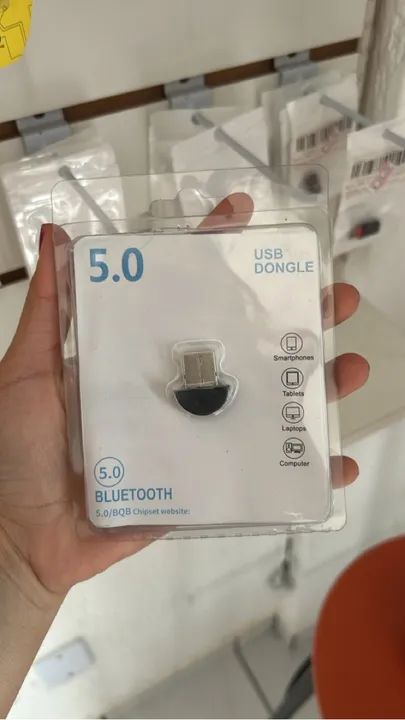 5.0
USB
DONGLE
Smartphones
Tablets
Laptops
Computer
5.0
BLUETOOTH
5.0/BQB Chipset website: